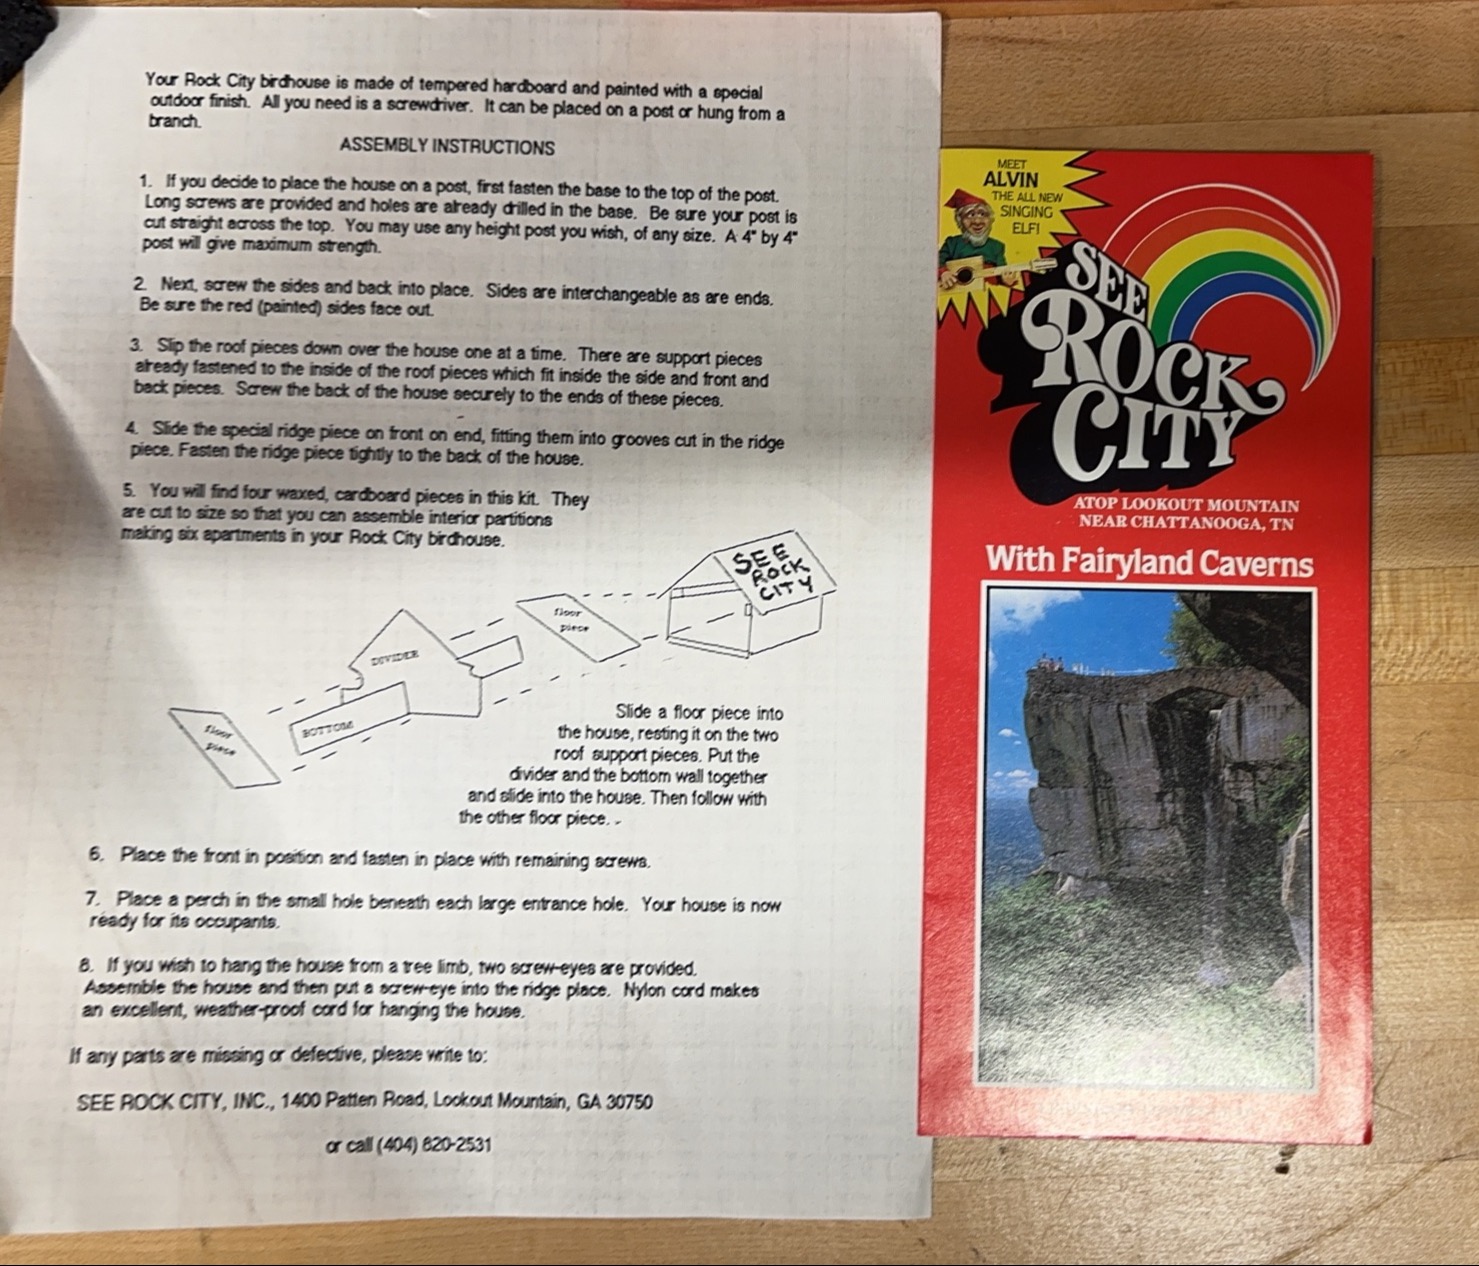 Your Rock City birdhouse is made of tempered hardboard and painted with a special
outdoor finish. All you need is a screwdriver. It can be placed on a post or hung from a
branch.
ASSEMBLY INSTRUCTIONS
1. If you decide to place the house on a post, first fasten the base to the top of the post.
Long screws are provided and holes are already drilled in the base. Be sure your post is
cut straight across the top. You may use any height post you wish, of any size. A 4" by 4"
post will give maximum strength.
2. Next, screw the sides and back into place. Sides are interchangeable as are ends.
Be sure the red (painted) sides face out.
3. Slip the roof pieces down over the house one at a time. There are support pieces
already fastened to the inside of the roof pieces which fit inside the side and front and
back pieces. Screw the back of the house securely to the ends of these pieces.
4. Slide the special ridge piece on front on end, fitting them into grooves cut in the ridge
piece. Fasten the ridge piece tightly to the back of the house.
5. You will find four waxed, cardboard pieces in this kit. They
are cut to size so that you can assemble interior partitions
making six apartments in your Rock City birdhouse.
SEE
ROCK
CITY
floor
piece
DIVIDER
BOTTOM
floor
piece
Slide a floor piece into
the house, resting it on the two
roof support pieces. Put the
divider and the bottom wall together
and slide into the house. Then follow with
the other floor piece. .
6. Place the front in position and fasten in place with remaining screws.
7. Place a perch in the small hole beneath each large entrance hole. Your house is now
ready for its occupants.
8. If you wish to hang the house from a tree limb, two screw-eyes are provided.
Assemble the house and then put a screw-eye into the ridge place. Nylon cord makes
an excellent, weather-proof cord for hanging the house.
If any parts are missing or defective, please write to:
SEE ROCK CITY, INC., 1400 Patten Road, Lookout Mountain, GA 30750
or call (404) 820-2531
MEET
ALVIN
THE ALL NEW
SINGING
ELF!
SEE
ROCK
CITY
ATOP LOOKOUT MOUNTAIN
NEAR CHATTANOOGA, TN
With Fairyland Caverns